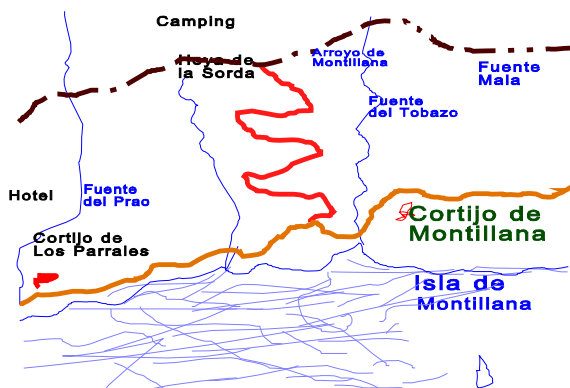 Camping
Hoya de
la Sorda
Arroyo de
Montillana
Fuente
Mala
Fuente
del Tobazo
Hotel
Fuente
del Prao
Cortijo de
Montillana
Cortijo de
Los Parrales
Isla de
Montillana